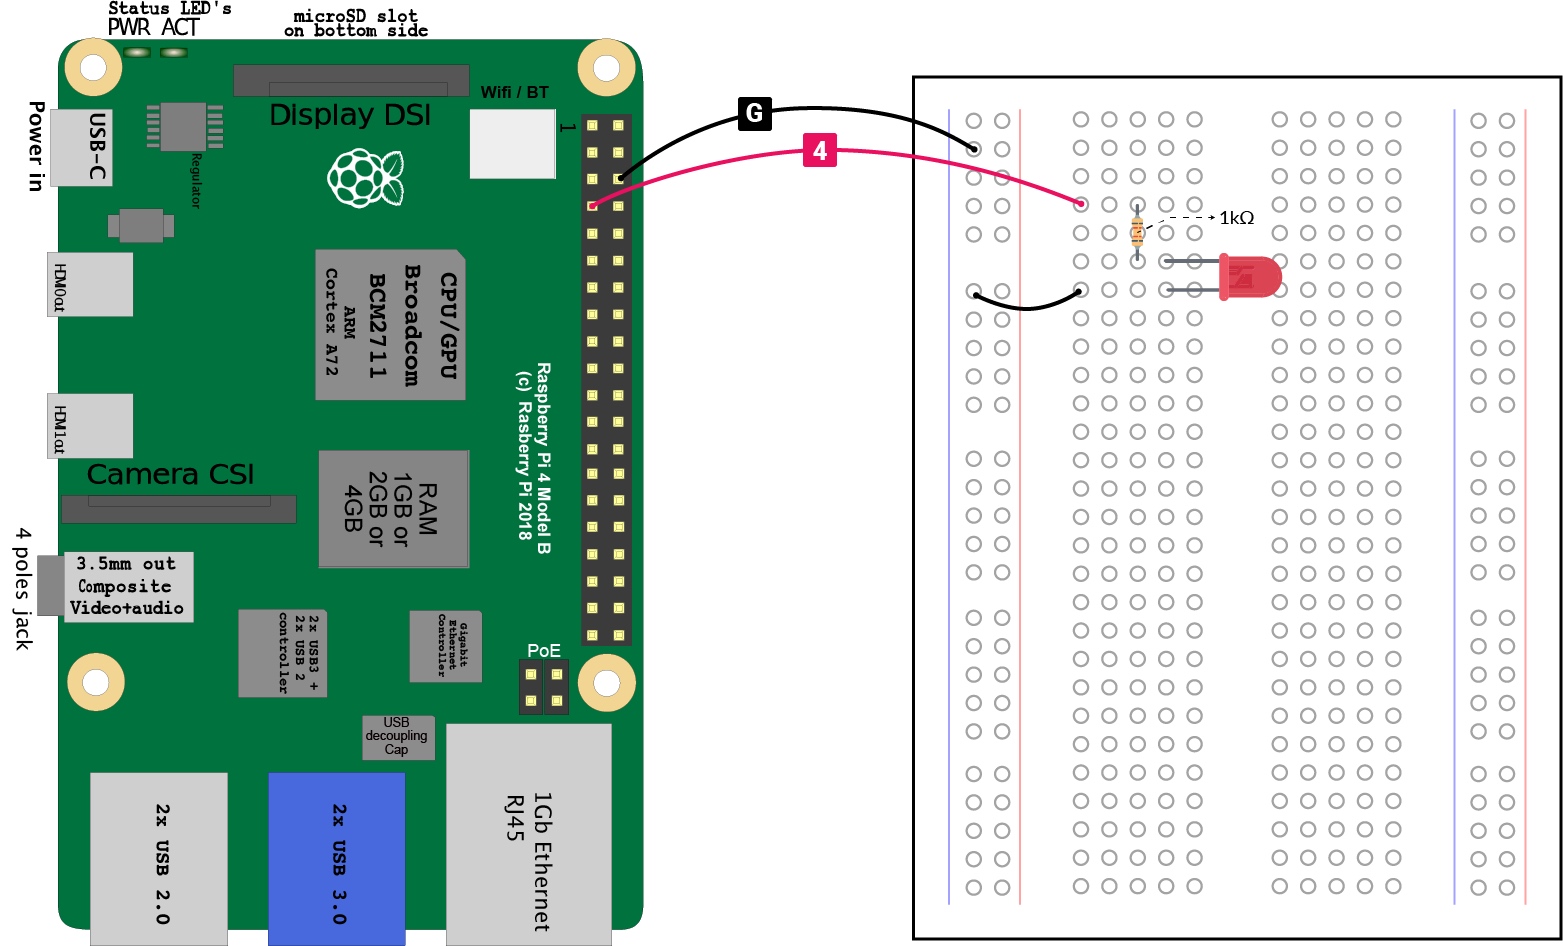 Status LED's
PWR ACT
microSD slot
on bottom side
Wifi / BT
Display DSI
1
G
4
Power in
USB-C
Regulator
1kΩ
HDMI0at
CPU/GPU
Broadcom
BCM2711
ARM
Cortex A72
Raspberry Pi 4 Model B
(c) Rasberry Pi 2018
HDMI1at
Camera CSI
RAM
1GB or
2GB or
4GB
4 poles jack
3.5mm out
Composite
Video+audio
2x USB3 +
2x USB 2
controller
Gigabit
Ethernet
Controller
PoE
USB
decoupling
Cap
2x USB 2.0
2x USB 3.0
1Gb Ethernet
RJ45